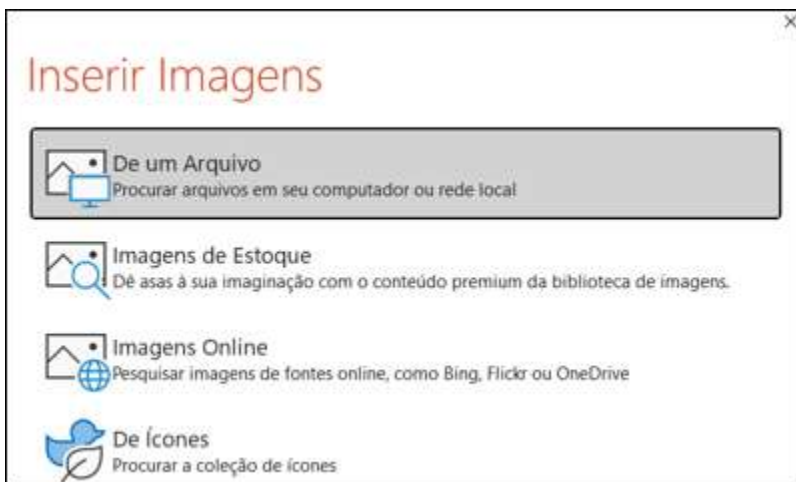 Inserir Imagens
De um Arquivo
Procurar arquivos em seu computador ou rede local
Imagens de Estoque
Dê asas à sua imaginação com o conteúdo premium da biblioteca de imagens.
Imagens Online
Pesquisar imagens de fontes online, como Bing, Flickr ou OneDrive
De Ícones
Procurar a coleção de ícones